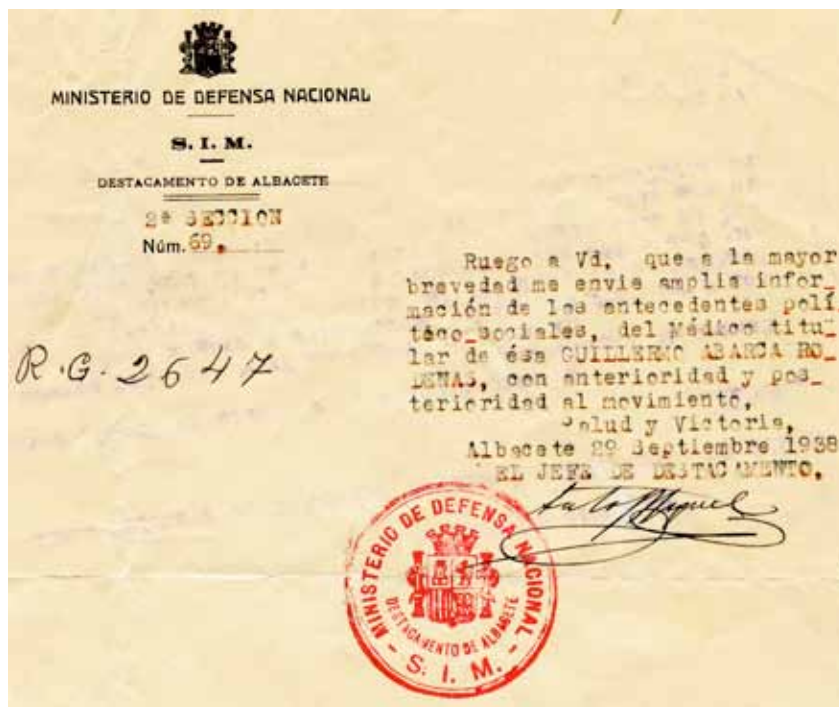 MINISTERIO DE DEFENSA NACIONAL
S. I. M.
DESTACAMENTO DE ALBACETE
2ª SECCION
Núm. 69.
R.G. 2647
Ruego a Vd, que a la mayor
brevedad me envie amplia infor_
mación de los antecedentes polí
tico_sociales, del Médico titu_
lar de ésa GUILLERMO ABARCA RO
DENAS, con anterioridad y pos_
terioridad al movimiento,
Salud y Victoria,
Albacete 29 Septiembre 1938
EL JEFE DE DESTACAMENTO,
MINISTERIO DE DEFENSA NACIONAL
DESTACAMENTO DE ALBACETE
- S. I. M. -